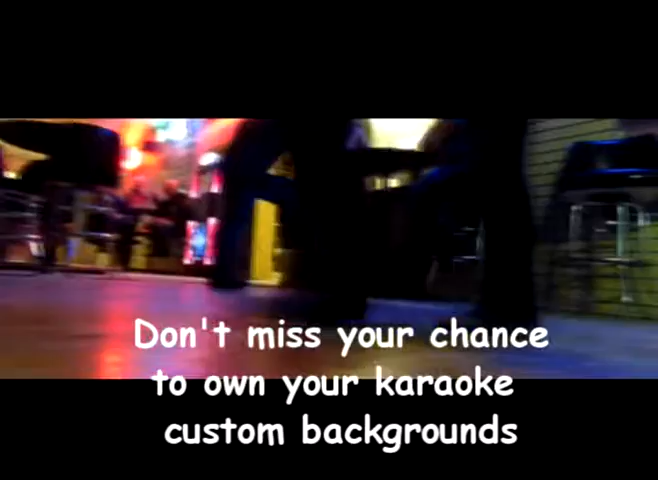 Don't miss your chance
to own your karaoke
custom backgrounds